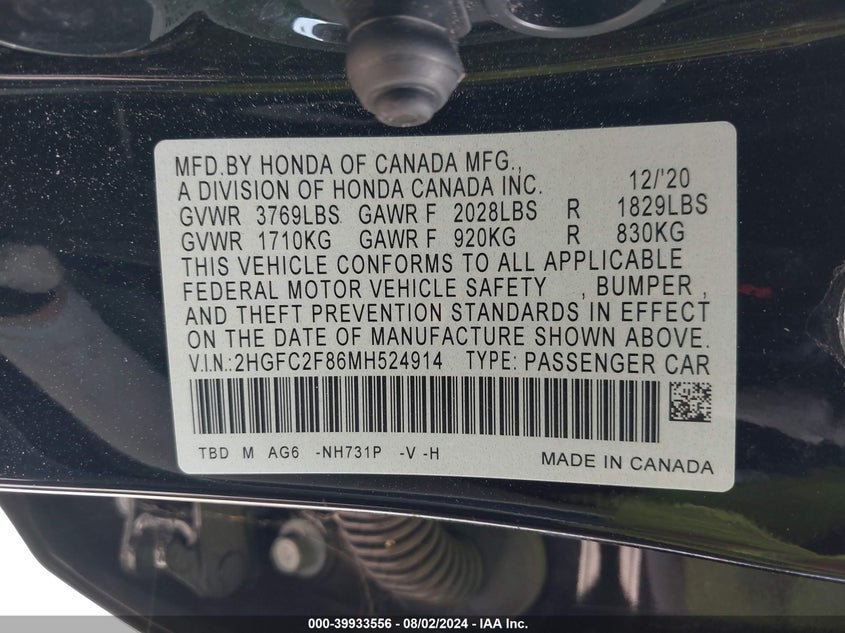 MFD.BY HONDA OF CANADA MFG.,
A DIVISION OF HONDA CANADA INC. 12/'20
GVWR 3769LBS GAWR F 2028LBS R 1829LBS
GVWR 1710KG GAWR F 920KG R 830KG
THIS VEHICLE CONFORMS TO ALL APPLICABLE
FEDERAL MOTOR VEHICLE SAFETY , BUMPER ,
AND THEFT PREVENTION STANDARDS IN EFFECT
ON THE DATE OF MANUFACTURE SHOWN ABOVE.
V.I.N.:2HGFC2F86MH524914 TYPE: PASSENGER CAR
TBD M AG6 -NH731P -V -H
MADE IN CANADA
000-39933556 - 08/02/2024 - IAA Inc.